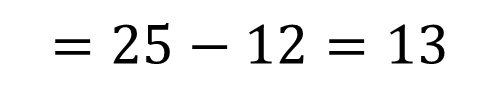 = 25 − 12 = 13